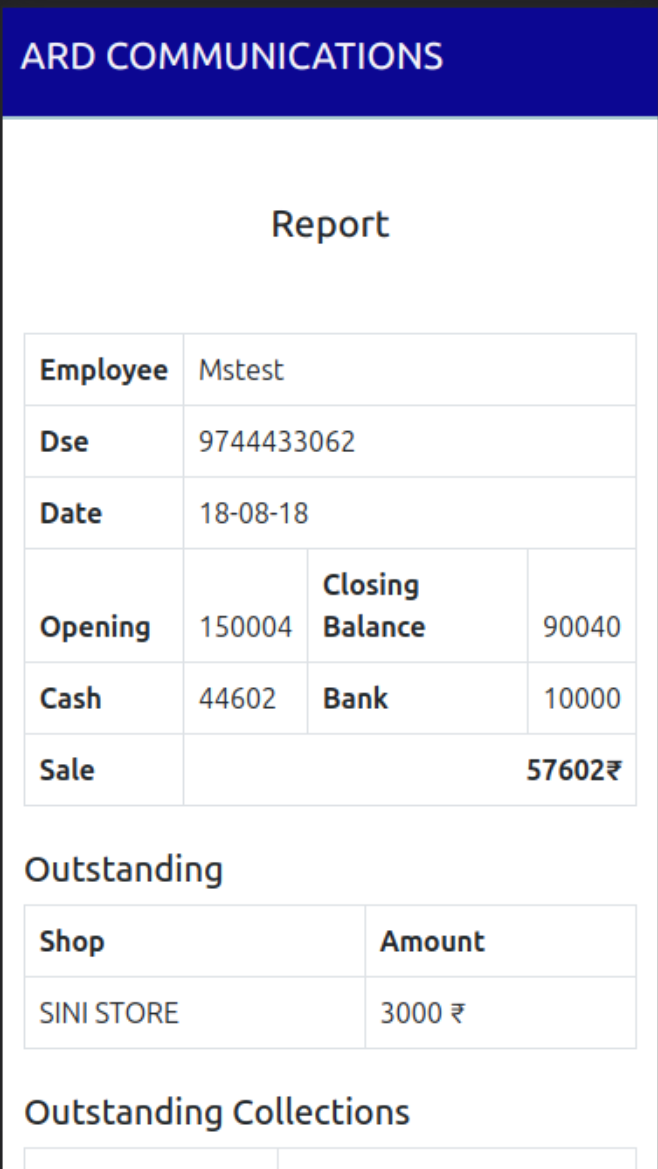 ARD COMMUNICATIONS
Report
Employee Mstest
Dse 9744433062
Date 18-08-18
Opening 150004 Closing Balance 90040
Cash 44602 Bank 10000
Sale 57602₹
Outstanding
Shop Amount
SINI STORE 3000 ₹
Outstanding Collections